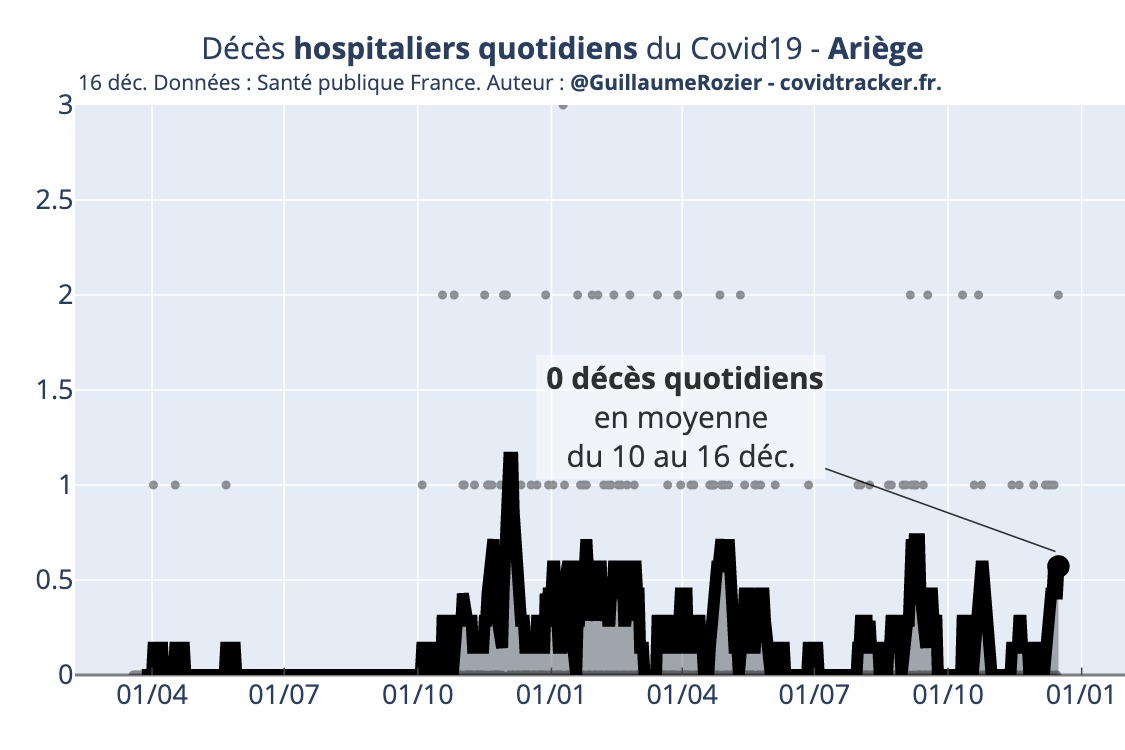 Décès hospitaliers quotidiens du Covid19 - Ariège
16 déc. Données : Santé publique France. Auteur : @GuillaumeRozier - covidtracker.fr.
3
2.5
2
1.5
1
0.5
0
0 décès quotidiens
en moyenne
du 10 au 16 déc.
01/04 01/07 01/10 01/01 01/04 01/07 01/10 01/01